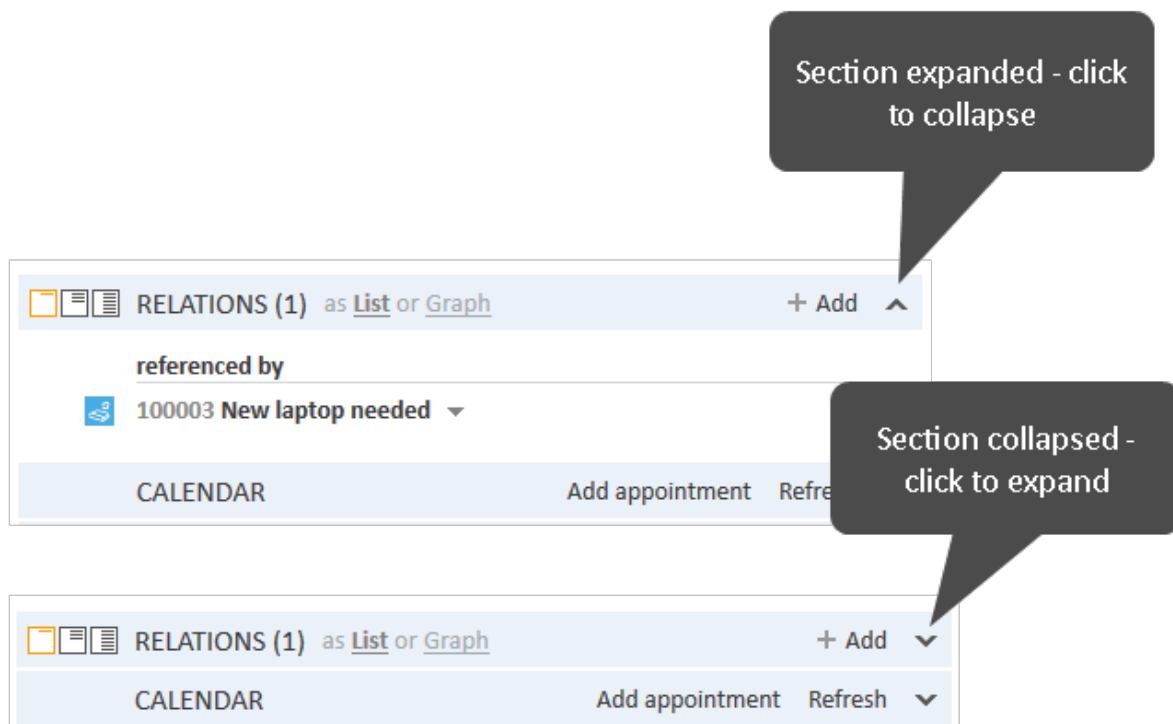 Section expanded - click
to collapse
RELATIONS (1) as List or Graph + Add
referenced by
100003 New laptop needed
Section collapsed -
click to expand
CALENDAR Add appointment
RELATIONS (1) as List or Graph + Add
CALENDAR Add appointment Refresh